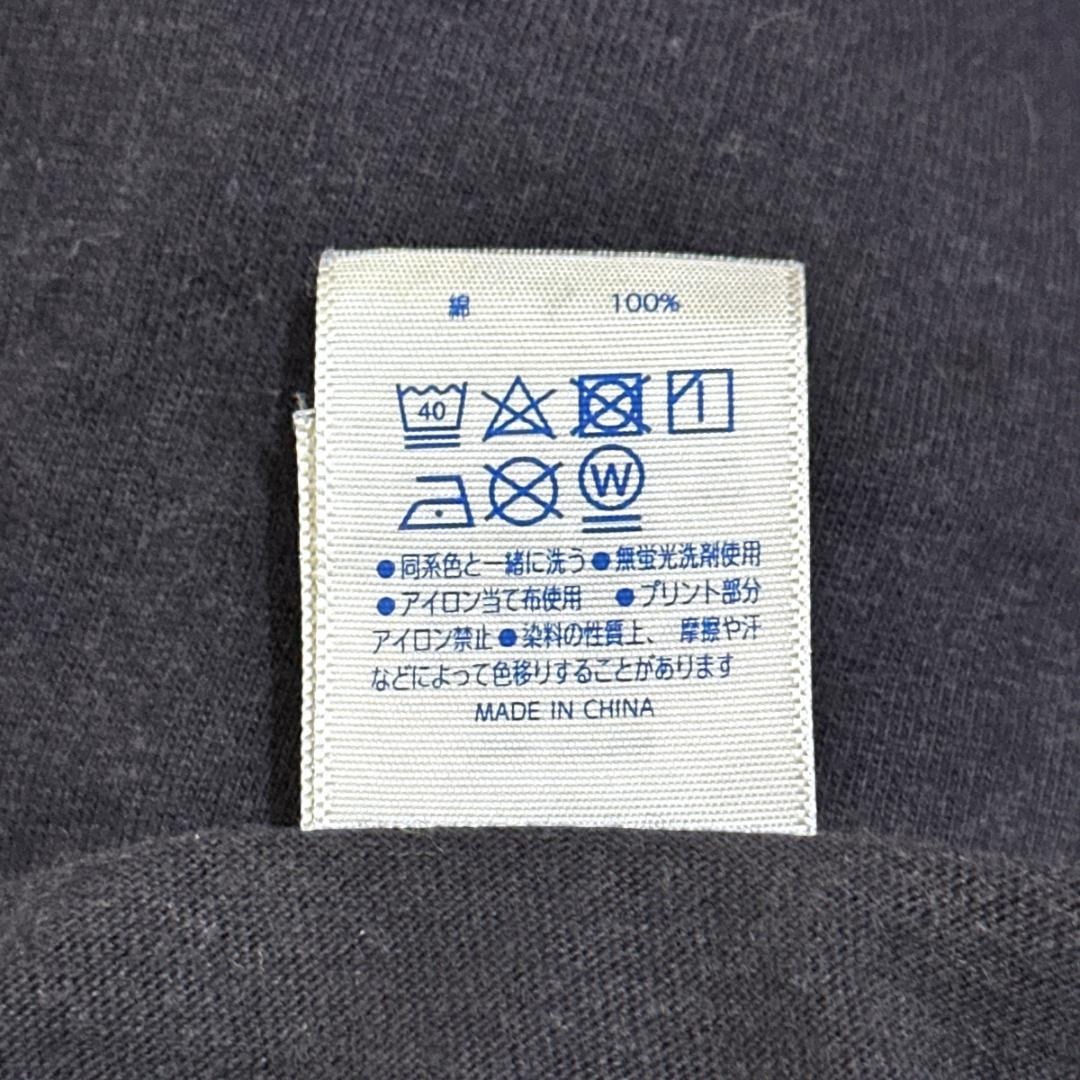 綿 100%
40
W
●同系色と一緒に洗う●無蛍光洗剤使用
●アイロン当て布使用 ●プリント部分
アイロン禁止●染料の性質上、摩擦や汗
などによって色移りすることがあります
MADE IN CHINA